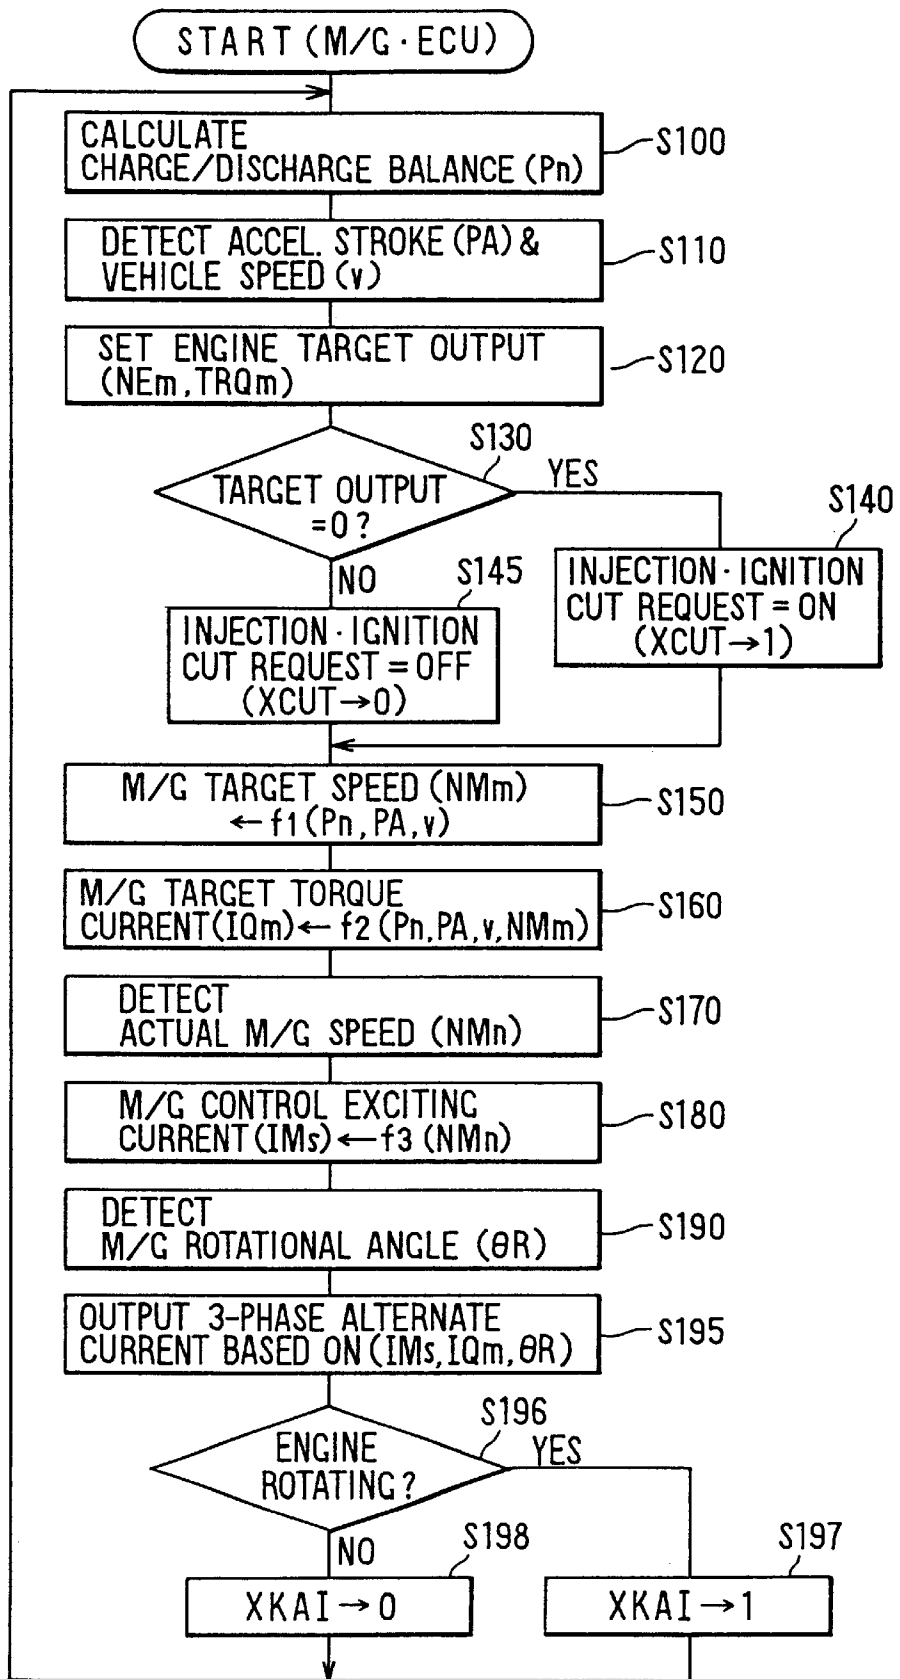 START (M/G·ECU)
CALCULATE
CHARGE/DISCHARGE BALANCE (Pn)
S100
DETECT ACCEL. STROKE (PA) &
VEHICLE SPEED (v)
S110
SET ENGINE TARGET OUTPUT
(NEm, TRQm)
S120
S130
TARGET OUTPUT
=0?
YES
NO
S140
INJECTION·IGNITION
CUT REQUEST = ON
(XCUT→1)
S145
INJECTION·IGNITION
CUT REQUEST = OFF
(XCUT→0)
M/G TARGET SPEED (NMm)
← f1 (Pn, PA, v)
S150
M/G TARGET TORQUE
CURRENT (IQm) ← f2 (Pn, PA, v, NMm)
S160
DETECT
ACTUAL M/G SPEED (NMn)
S170
M/G CONTROL EXCITING
CURRENT (IMs) ← f3 (NMn)
S180
DETECT
M/G ROTATIONAL ANGLE (θR)
S190
OUTPUT 3-PHASE ALTERNATE
CURRENT BASED ON (IMs, IQm, θR)
S195
S196
ENGINE
ROTATING?
YES
NO
S198
XKAI→0
S197
XKAI→1